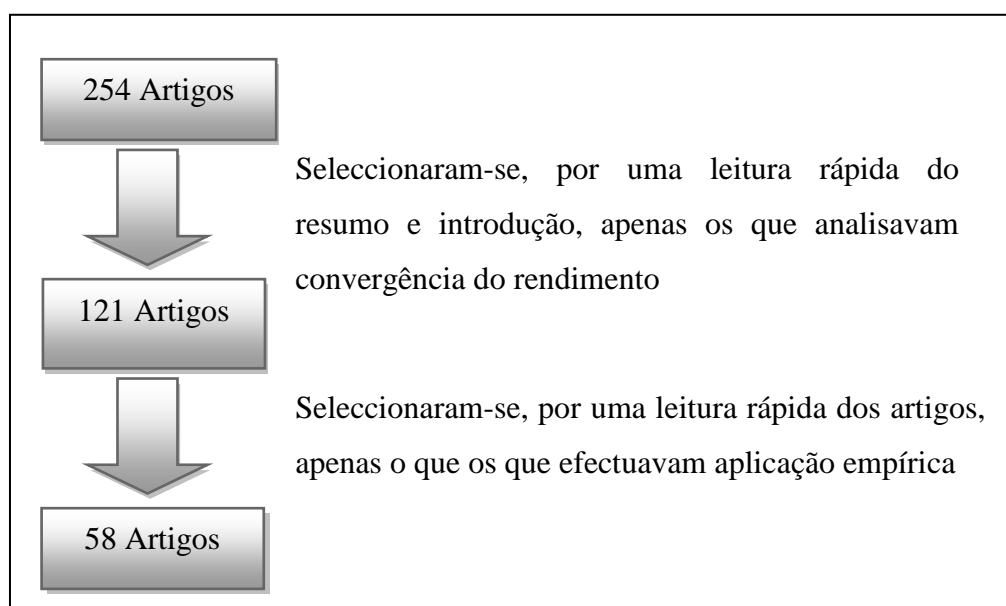 254 Artigos
Seleccionaram-se, por uma leitura rápida do
resumo e introdução, apenas os que analisavam
convergência do rendimento
121 Artigos
Seleccionaram-se, por uma leitura rápida dos artigos,
apenas o que os que efectuavam aplicação empírica
58 Artigos